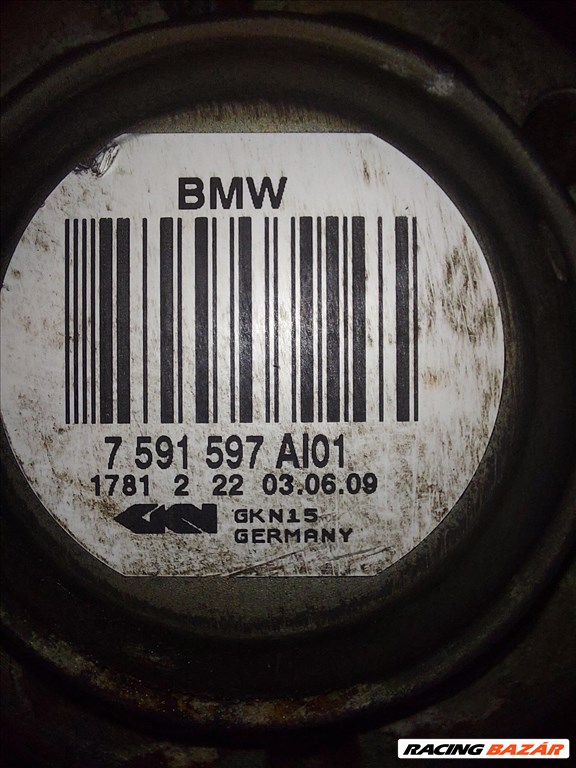 BMW
7 591 597 AI01
1781 2 22 03.06.09
GKN GKN15
GERMANY
RACING BAZÁR